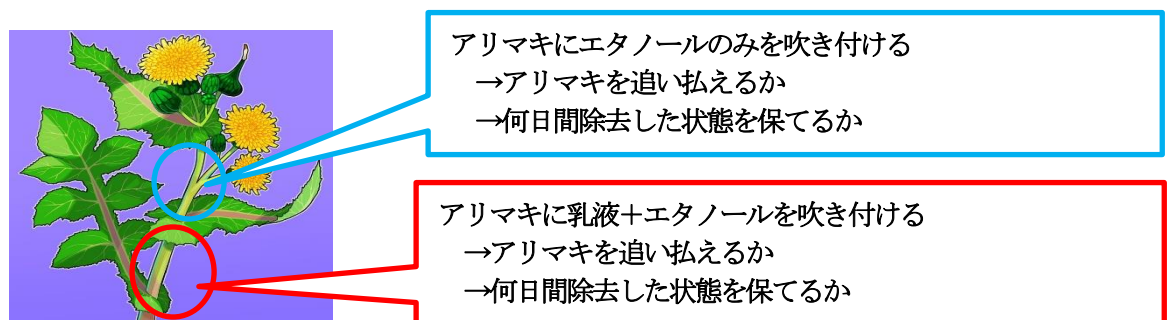 アリマキにエタノールのみを吹き付ける
→アリマキを追い払えるか
→何日間除去した状態を保てるか
アリマキに乳液＋エタノールを吹き付ける
→アリマキを追い払えるか
→何日間除去した状態を保てるか